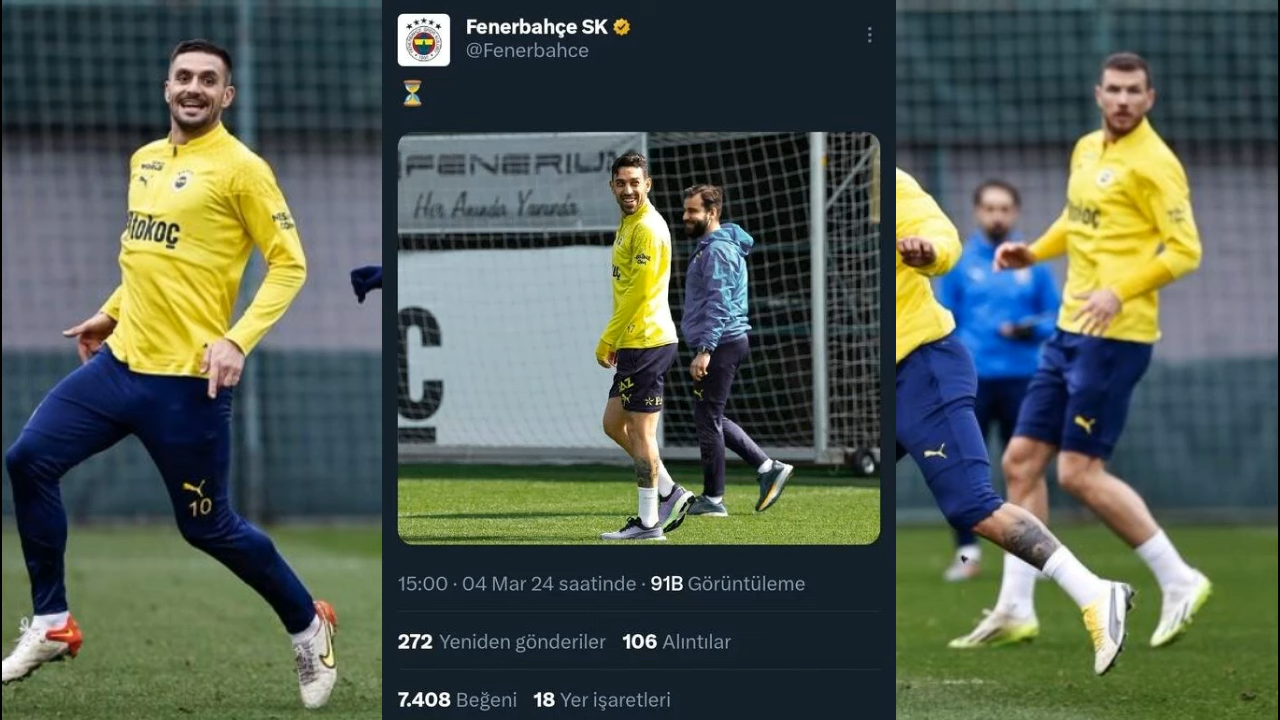 Fenerbahçe SK
@Fenerbahce
⌛
FENERIUM
Her Anında Yanında
Otokoç
10
15:00 · 04 Mar 24 saatinde · 91B Görüntüleme
272 Yeniden gönderiler 106 Alıntılar
7.408 Beğeni 18 Yer işaretleri